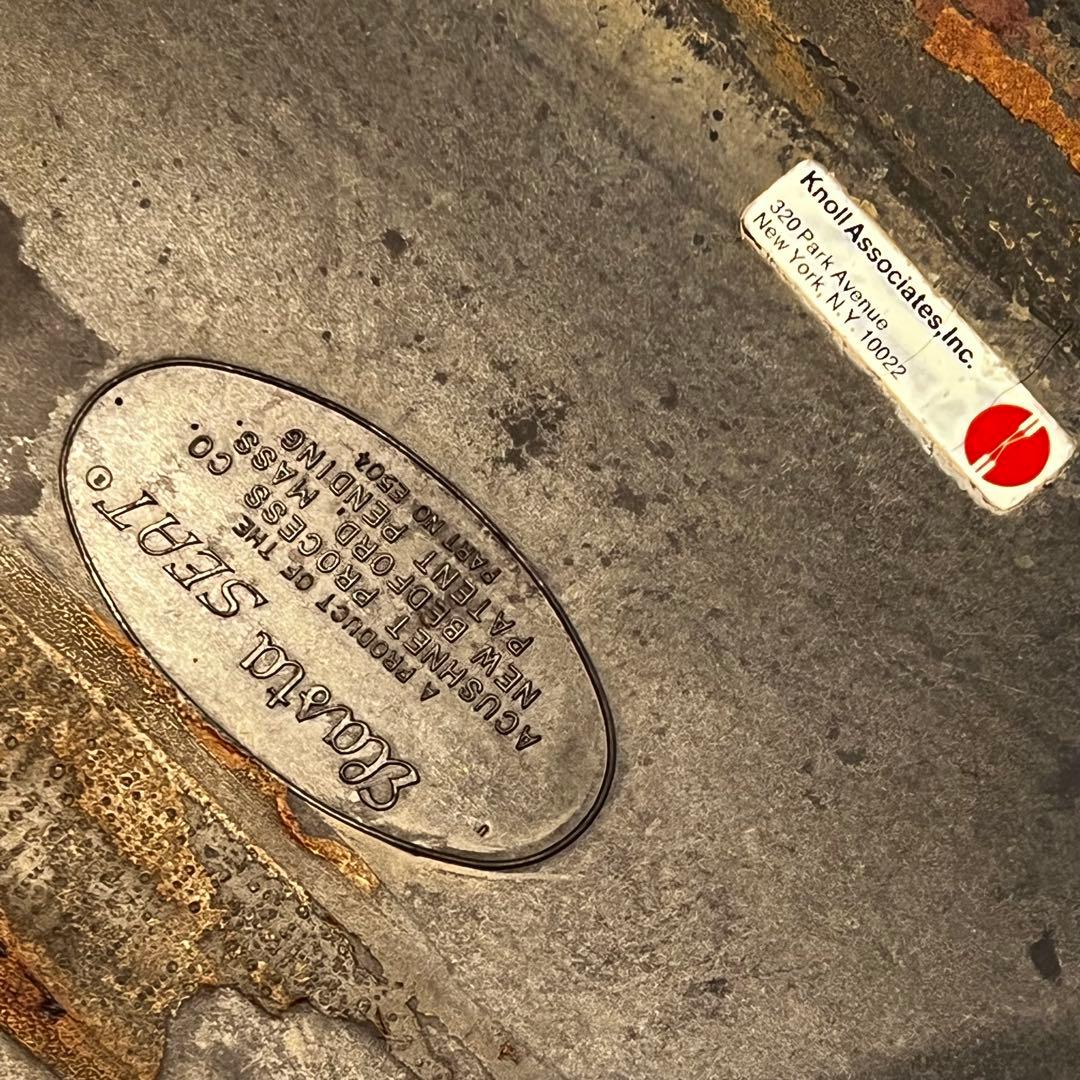 Knoll Associates, Inc.
320 Park Avenue
New York, N.Y. 10022
Elasta SEAT ®
A PRODUCT OF THE
ACUSHNET PROCESS CO.
NEW BEDFORD, MASS.
PATENT PENDING
PART NO E504